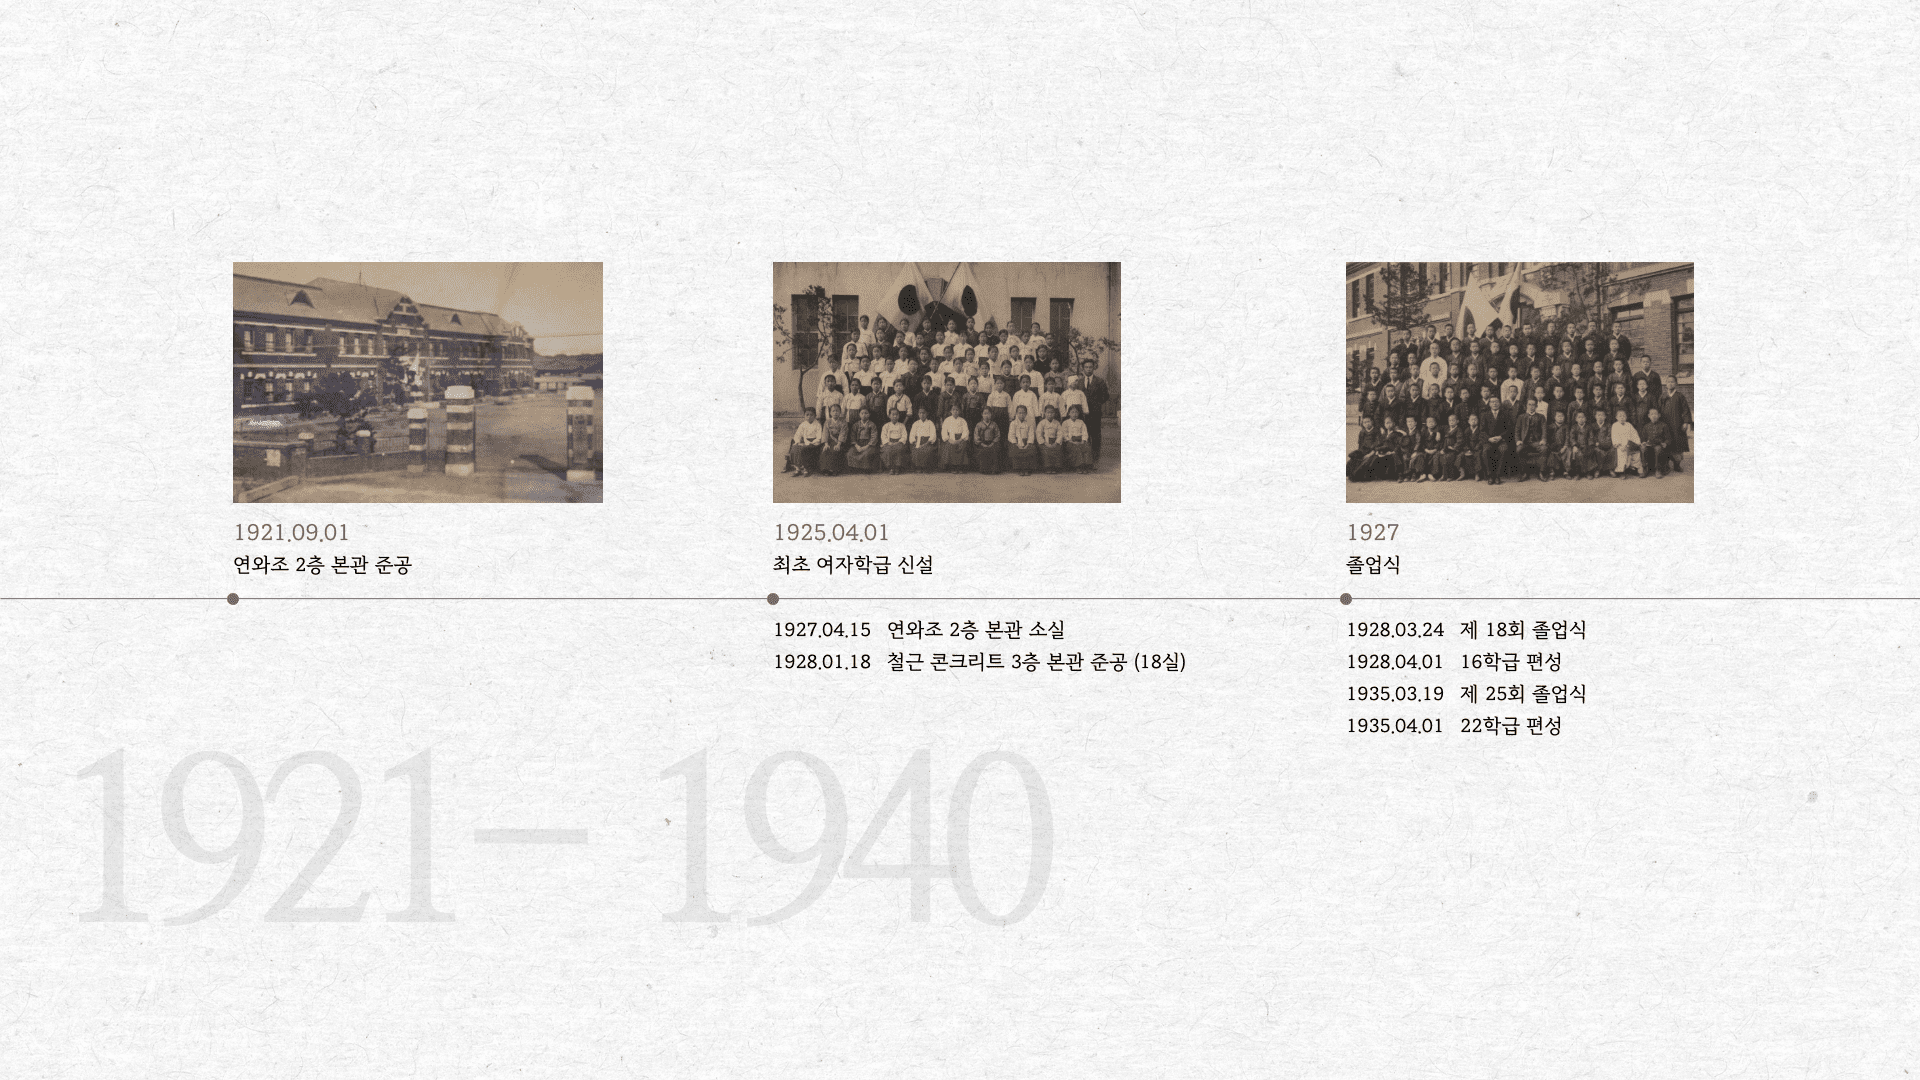 1921.09.01
연와조 2층 본관 준공
1925.04.01
최초 여자학급 신설
1927
졸업식
1927.04.15 연와조 2층 본관 소실
1928.01.18 철근 콘크리트 3층 본관 준공 (18실)
1928.03.24 제 18회 졸업식
1928.04.01 16학급 편성
1935.03.19 제 25회 졸업식
1935.04.01 22학급 편성
1921 – 1940